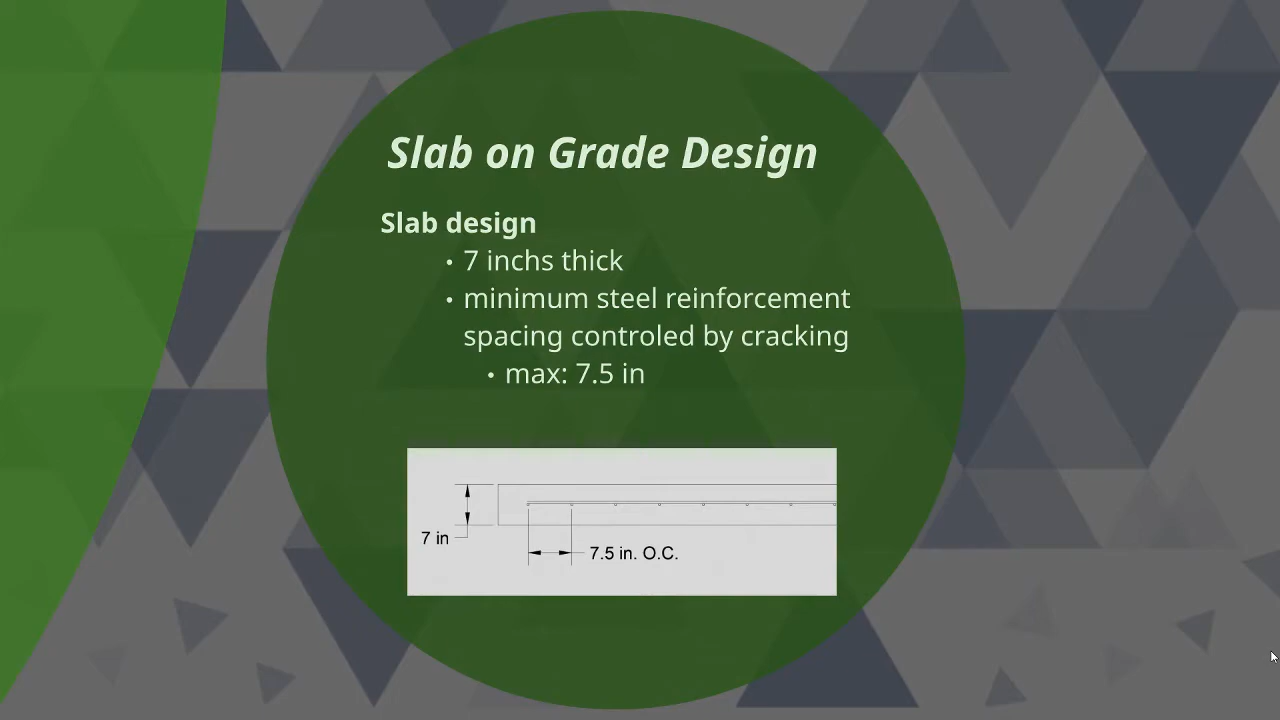 Slab on Grade Design
Slab design
• 7 inchs thick
• minimum steel reinforcement
spacing controled by cracking
• max: 7.5 in
7 in
7.5 in. O.C.